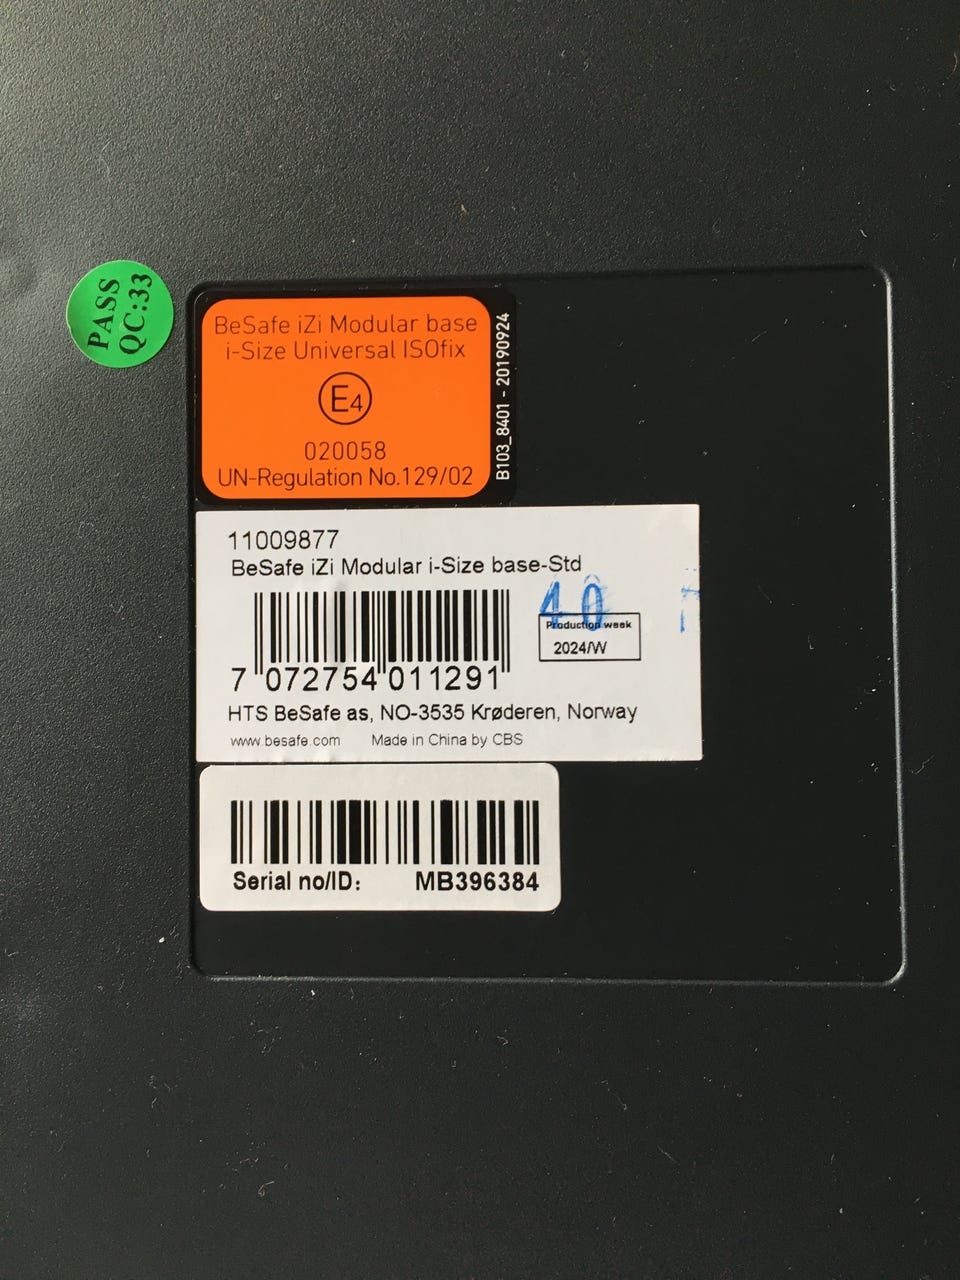 PASS
QC:33
BeSafe iZi Modular base
i-Size Universal ISOfix
E4
020058
UN-Regulation No.129/02
B103_8401 - 20190924
11009877
BeSafe iZi Modular i-Size base-Std
40
Production week
2024/W
7 072754 011291
HTS BeSafe as, NO-3535 Krøderen, Norway
www.besafe.com Made in China by CBS
Serial no/ID: MB396384